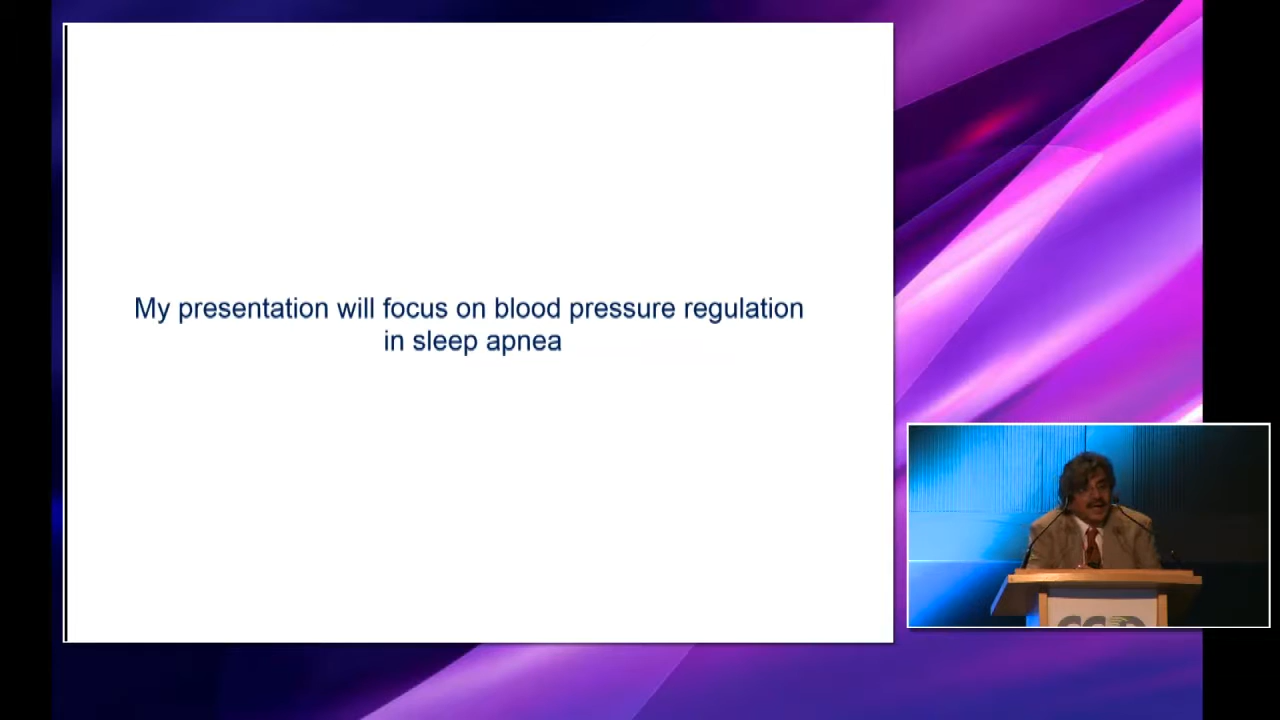 My presentation will focus on blood pressure regulation
in sleep apnea